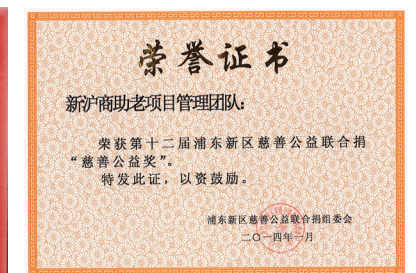 荣誉证书
新沪商助老项目管理团队：
荣获第十二届浦东新区慈善公益联合捐
“慈善公益奖”。
特发此证，以资鼓励。
浦东新区慈善公益联合捐组委会
二〇一四年一月